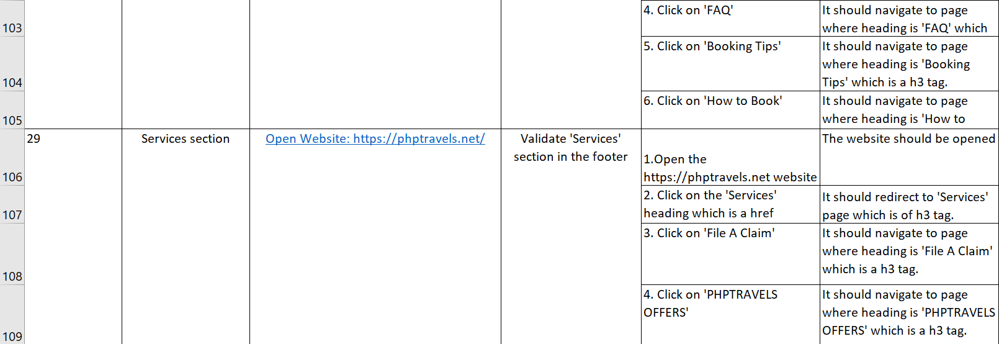 103
4. Click on 'FAQ'
It should navigate to page
where heading is 'FAQ' which
104
5. Click on 'Booking Tips'
It should navigate to page
where heading is 'Booking
Tips' which is a h3 tag.
105
6. Click on 'How to Book'
It should navigate to page
where heading is 'How to
106
29
Services section
Open Website: https://phptravels.net/
Validate 'Services'
section in the footer
1.Open the
https://phptravels.net website
The website should be opened
107
2. Click on the 'Services'
heading which is a href
It should redirect to 'Services'
page which is of h3 tag.
108
3. Click on 'File A Claim'
It should navigate to page
where heading is 'File A Claim'
which is a h3 tag.
109
4. Click on 'PHPTRAVELS
OFFERS'
It should navigate to page
where heading is 'PHPTRAVELS
OFFERS' which is a h3 tag.